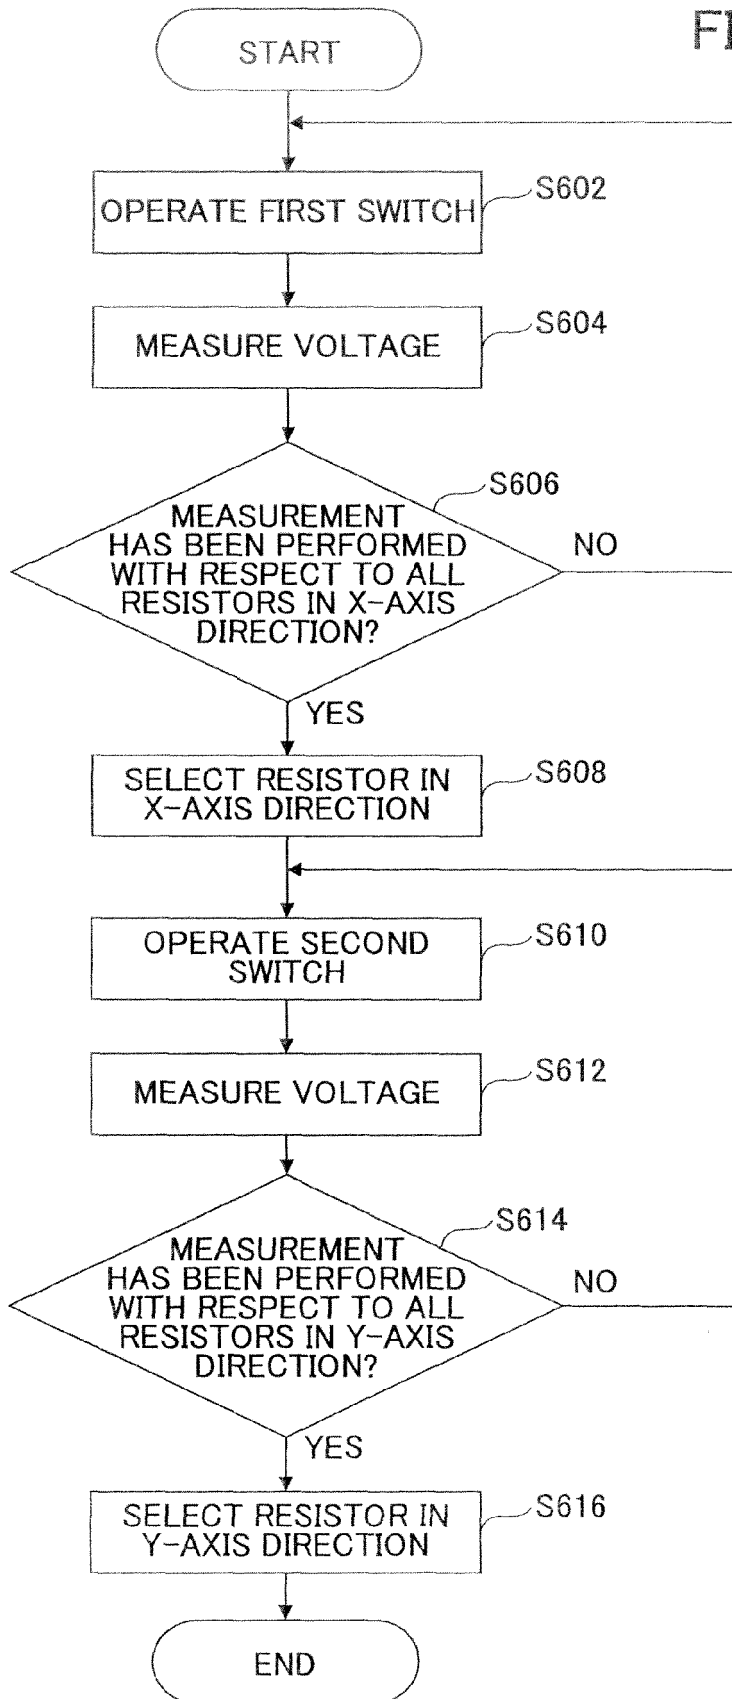 FI
START
OPERATE FIRST SWITCH
S602
MEASURE VOLTAGE
S604
S606
MEASUREMENT
HAS BEEN PERFORMED
WITH RESPECT TO ALL
RESISTORS IN X-AXIS
DIRECTION?
NO
YES
SELECT RESISTOR IN
X-AXIS DIRECTION
S608
OPERATE SECOND
SWITCH
S610
MEASURE VOLTAGE
S612
S614
MEASUREMENT
HAS BEEN PERFORMED
WITH RESPECT TO ALL
RESISTORS IN Y-AXIS
DIRECTION?
NO
YES
SELECT RESISTOR IN
Y-AXIS DIRECTION
S616
END